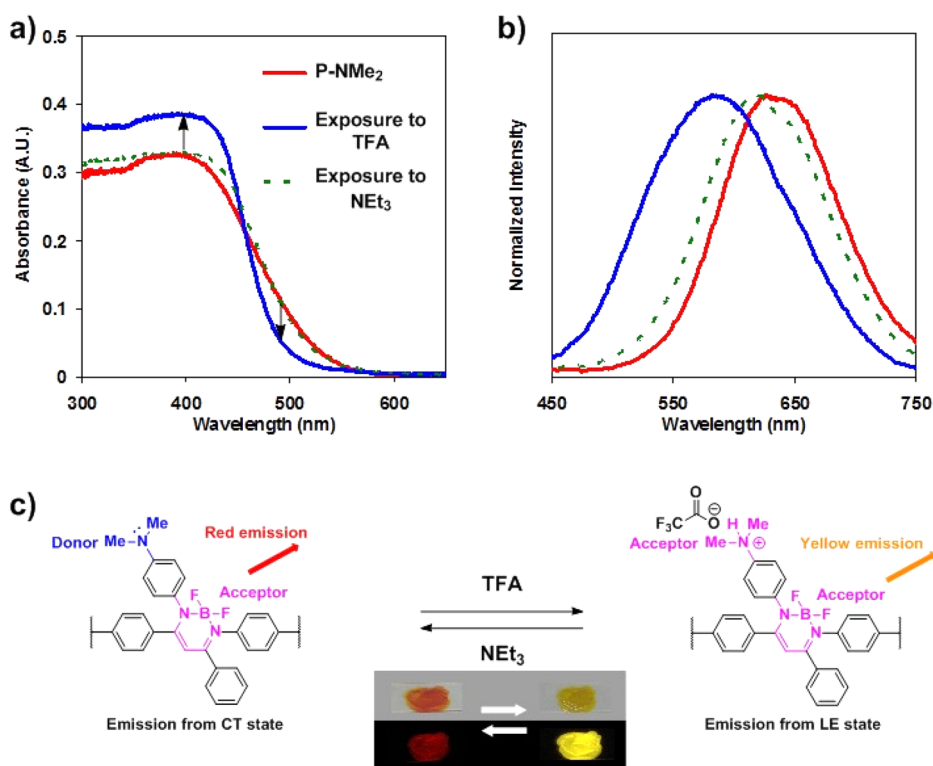 a)
0.5
0.4
0.3
0.2
0.1
0
Absorbance (A.U.)
300 400 500 600
Wavelength (nm)
P-NMe₂
Exposure to
TFA
Exposure to
NEt₃
b)
Normalized Intensity
450 550 650 750
Wavelength (nm)
c)
Me
Donor Me N
Red emission
Acceptor
F
B F
N N
Emission from CT state
TFA
NEt₃
O
F₃C O ⊖
H Me
Acceptor Me N ⊕
Yellow emission
Acceptor
F
B F
N N
Emission from LE state